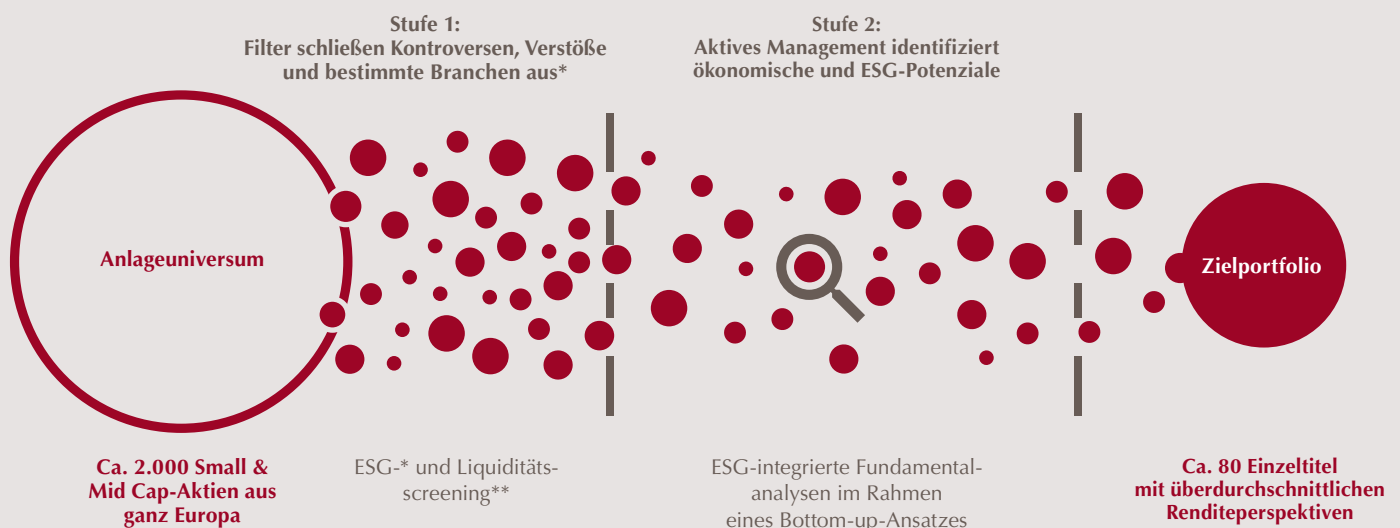 Stufe 1:
Filter schließen Kontroversen, Verstöße
und bestimmte Branchen aus*
Stufe 2:
Aktives Management identifiziert
ökonomische und ESG-Potenziale
Anlageuniversum
Zielportfolio
Ca. 2.000 Small &
Mid Cap-Aktien aus
ganz Europa
ESG-* und Liquiditäts-
screening**
ESG-integrierte Fundamental-
analysen im Rahmen
eines Bottom-up-Ansatzes
Ca. 80 Einzeltitel
mit überdurchschnittlichen
Renditeperspektiven